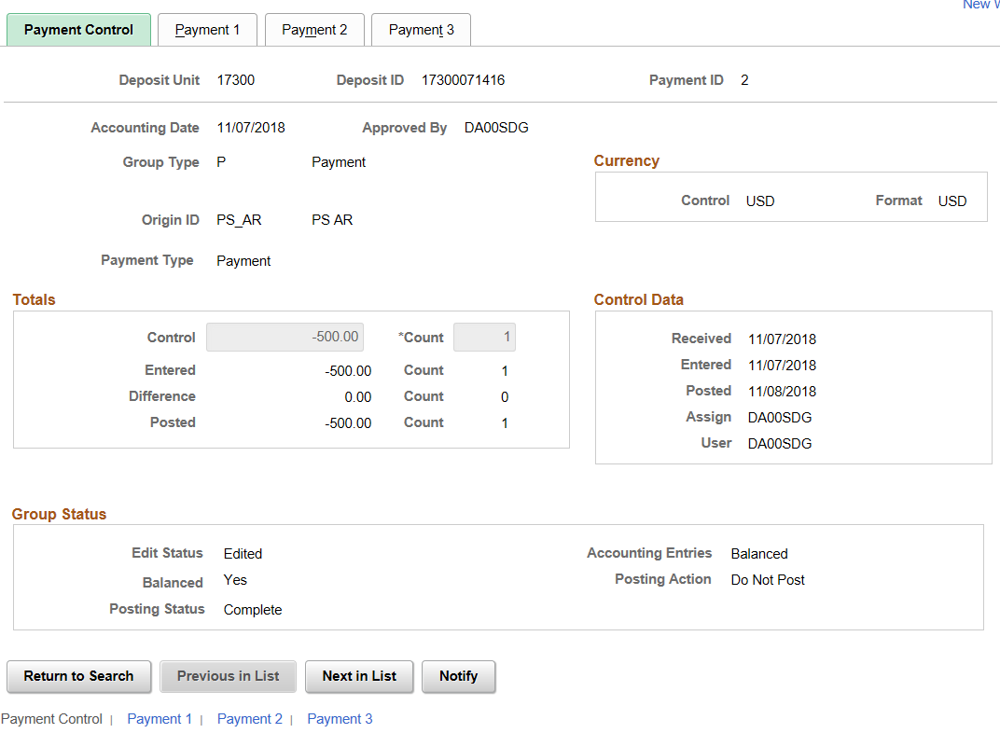 New
Payment Control Payment 1 Payment 2 Payment 3
Deposit Unit 17300 Deposit ID 17300071416 Payment ID 2
Accounting Date 11/07/2018 Approved By DA00SDG
Group Type P Payment
Currency
Control USD Format USD
Origin ID PS_AR PS AR
Payment Type Payment
Totals
Control -500.00 *Count 1
Entered -500.00 Count 1
Difference 0.00 Count 0
Posted -500.00 Count 1
Control Data
Received 11/07/2018
Entered 11/07/2018
Posted 11/08/2018
Assign DA00SDG
User DA00SDG
Group Status
Edit Status Edited Accounting Entries Balanced
Balanced Yes Posting Action Do Not Post
Posting Status Complete
Return to Search Previous in List Next in List Notify
Payment Control | Payment 1 | Payment 2 | Payment 3